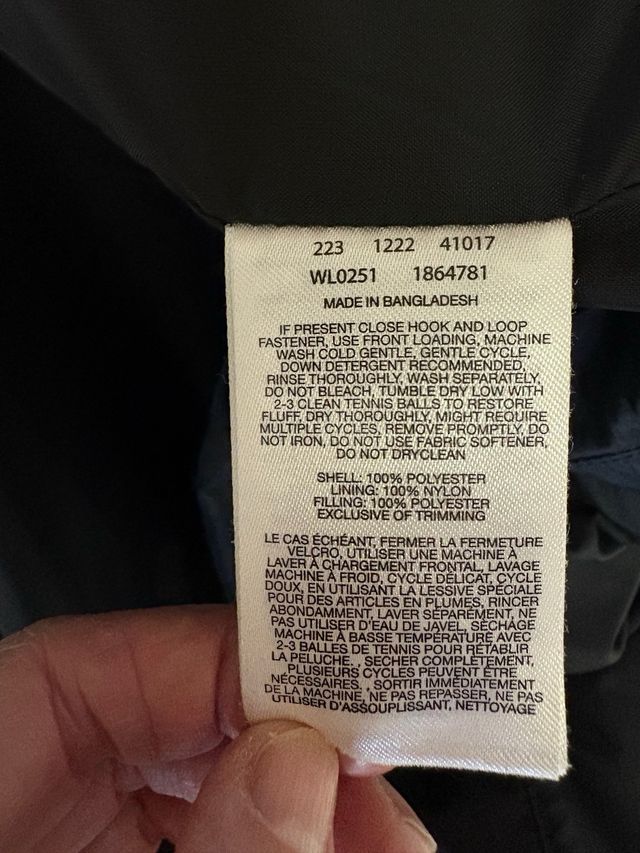 223 1222 41017
WL0251 1864781
MADE IN BANGLADESH
IF PRESENT CLOSE HOOK AND LOOP
FASTENER, USE FRONT LOADING, MACHINE
WASH COLD GENTLE, GENTLE CYCLE,
DOWN DETERGENT RECOMMENDED,
RINSE THOROUGHLY, WASH SEPARATELY,
DO NOT BLEACH, TUMBLE DRY LOW WITH
2-3 CLEAN TENNIS BALLS TO RESTORE
FLUFF, DRY THOROUGHLY, MIGHT REQUIRE
MULTIPLE CYCLES, REMOVE PROMPTLY, DO
NOT IRON, DO NOT USE FABRIC SOFTENER,
DO NOT DRYCLEAN
SHELL: 100% POLYESTER
LINING: 100% NYLON
FILLING: 100% POLYESTER
EXCLUSIVE OF TRIMMING
LE CAS ÉCHÉANT, FERMER LA FERMETURE
VELCRO, UTILISER UNE MACHINE À
LAVER À CHARGEMENT FRONTAL, LAVAGE
MACHINE À FROID, CYCLE DÉLICAT, CYCLE
DOUX, EN UTILISANT LA LESSIVE SPÉCIALE
POUR DES ARTICLES EN PLUMES, RINCER
ABONDAMMENT, LAVER SÉPARÉMENT, NE
PAS UTILISER D'EAU DE JAVEL, SÉCHAGE
MACHINE À BASSE TEMPÉRATURE AVEC
2-3 BALLES DE TENNIS POUR RÉTABLIR
LA PELUCHE, , SECHER COMPLÈTEMENT,
PLUSIEURS CYCLES PEUVENT ÊTRE
NÉCESSAIRES, , SORTIR IMMÉDIATEMENT
DE LA MACHINE, NE PAS REPASSER, NE PAS
UTILISER D'ASSOUPLISSANT, NETTOYAGE